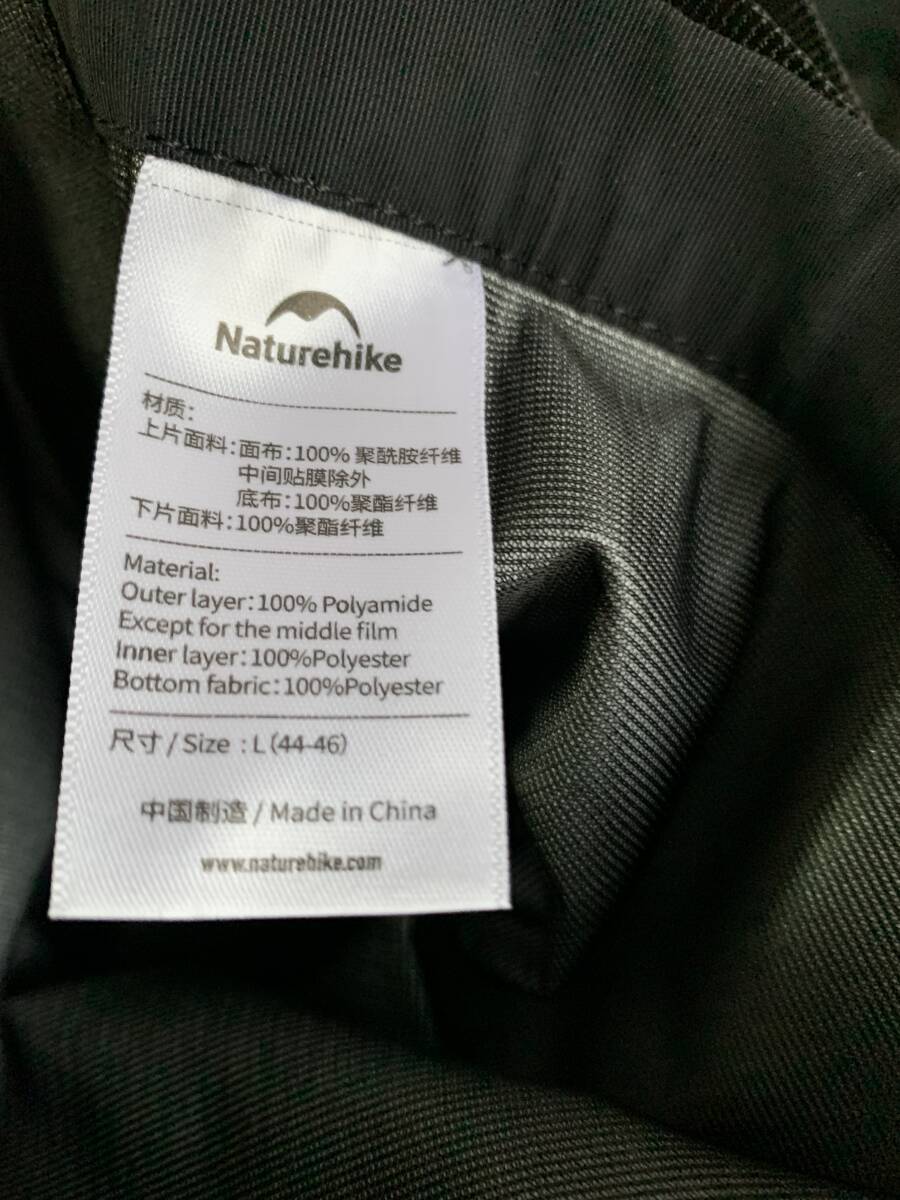 Naturehike
材质:
上片面料:面布:100% 聚酰胺纤维
中间贴膜除外
底布:100%聚酯纤维
下片面料:100%聚酯纤维
Material:
Outer layer:100% Polyamide
Except for the middle film
Inner layer:100%Polyester
Bottom fabric:100%Polyester
尺寸 / Size :L(44-46)
中国制造 / Made in China
www.naturehike.com